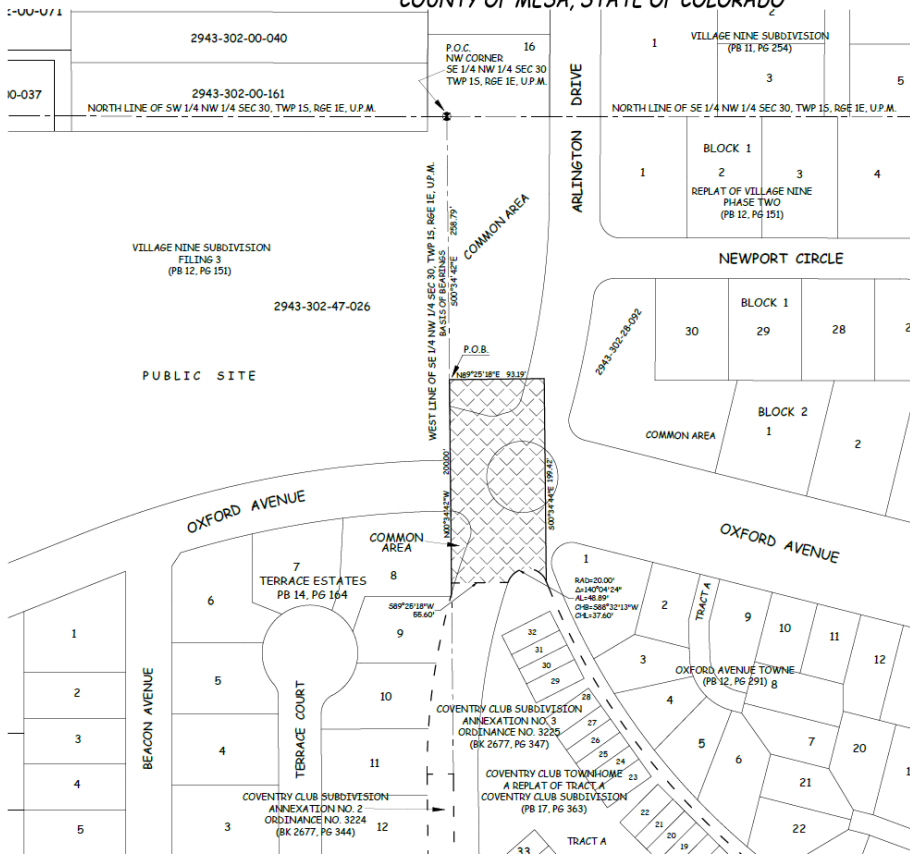 COUNTY OF MESA, STATE OF COLORADO
2943-302-00-040
P.O.C.
NW CORNER
SE 1/4 NW 1/4 SEC 30
TWP 1S, RGE 1E, U.P.M.
16
ARLINGTON DRIVE
1
2
VILLAGE NINE SUBDIVISION
(PB 11, PG 254)
3
5
00-037
2943-302-00-161
NORTH LINE OF SW 1/4 NW 1/4 SEC 30, TWP 1S, RGE 1E, U.P.M.
NORTH LINE OF SE 1/4 NW 1/4 SEC 30, TWP 1S, RGE 1E, U.P.M.
BLOCK 1
1
2
3
4
REPLAT OF VILLAGE NINE
PHASE TWO
(PB 12, PG 151)
WEST LINE OF SE 1/4 NW 1/4 SEC 30, TWP 1S, RGE 1E, U.P.M.
BASIS OF BEARINGS
S00°34'42"E 258.79'
COMMON AREA
VILLAGE NINE SUBDIVISION
FILING 3
(PB 12, PG 151)
2943-302-47-026
PUBLIC SITE
NEWPORT CIRCLE
2943-302-28-092
BLOCK 1
30
29
28
P.O.B.
N89°25'18"E 93.19'
N00°34'42"W 200.00'
S00°34'44"E 199.42'
BLOCK 2
1
2
COMMON AREA
OXFORD AVENUE
OXFORD AVENUE
COMMON
AREA
7
8
TERRACE ESTATES
PB 14, PG 164
S89°25'18"W
55.60'
RAD=20.00'
Δ=140°04'24"
AL=48.89'
CHB=S88°32'13"W
CHL=37.60'
1
2
3
4
5
6
TRACT A
9
10
11
12
OXFORD AVENUE TOWNE
(PB 12, PG 291)
8
7
20
21
22
6
5
4
3
9
10
11
12
TERRACE COURT
BEACON AVENUE
1
2
3
4
5
32
31
30
29
28
27
26
25
24
23
22
21
20
19
33
COVENTRY CLUB SUBDIVISION
ANNEXATION NO. 3
ORDINANCE NO. 3225
(BK 2677, PG 347)
COVENTRY CLUB TOWNHOME
A REPLAT OF TRACT A
COVENTRY CLUB SUBDIVISION
(PB 17, PG 363)
COVENTRY CLUB SUBDIVISION
ANNEXATION NO. 2
ORDINANCE NO. 3224
(BK 2677, PG 344)
TRACT A